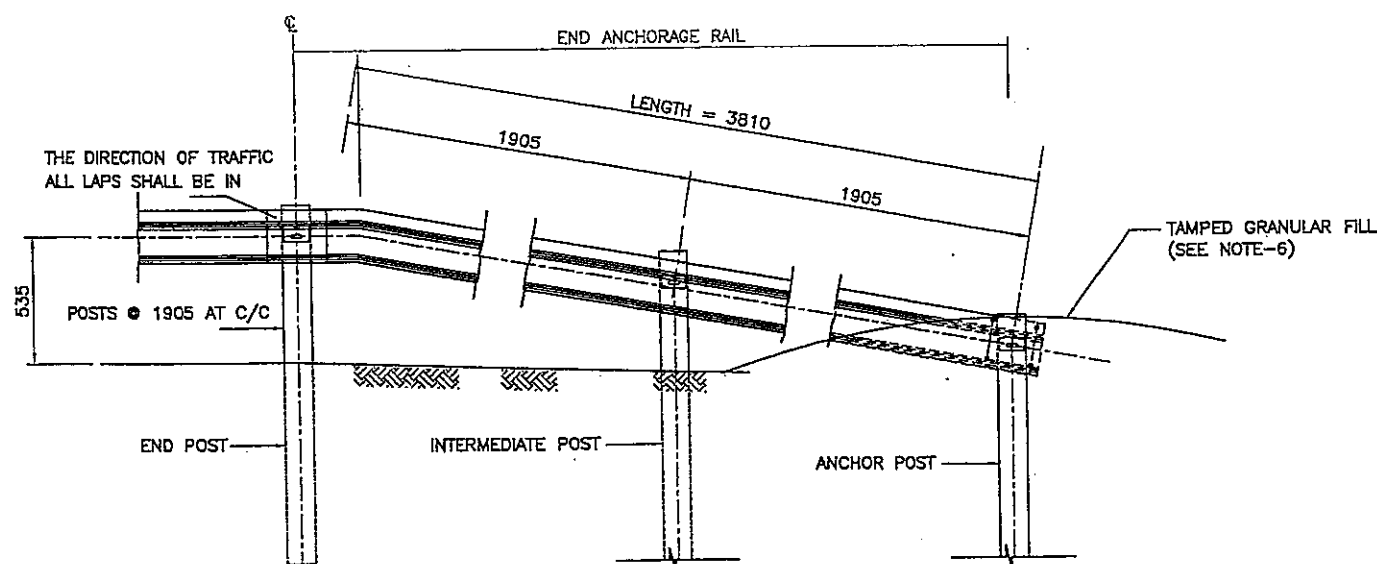 ℄
END ANCHORAGE RAIL
LENGTH = 3810
1905
1905
THE DIRECTION OF TRAFFIC
ALL LAPS SHALL BE IN
TAMPED GRANULAR FILL
(SEE NOTE-6)
535
POSTS @ 1905 AT C/C
END POST
INTERMEDIATE POST
ANCHOR POST